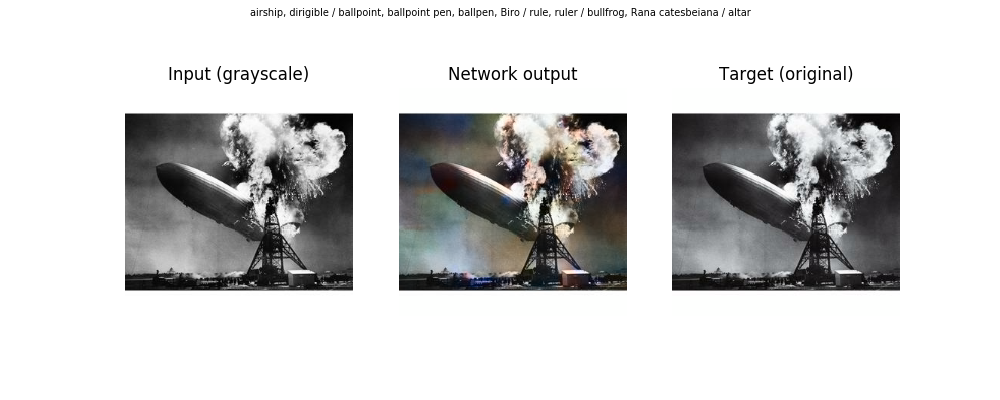 airship, dirigible / ballpoint, ballpoint pen, ballpen, Biro / rule, ruler / bullfrog, Rana catesbeiana / altar
Input (grayscale)
Network output
Target (original)